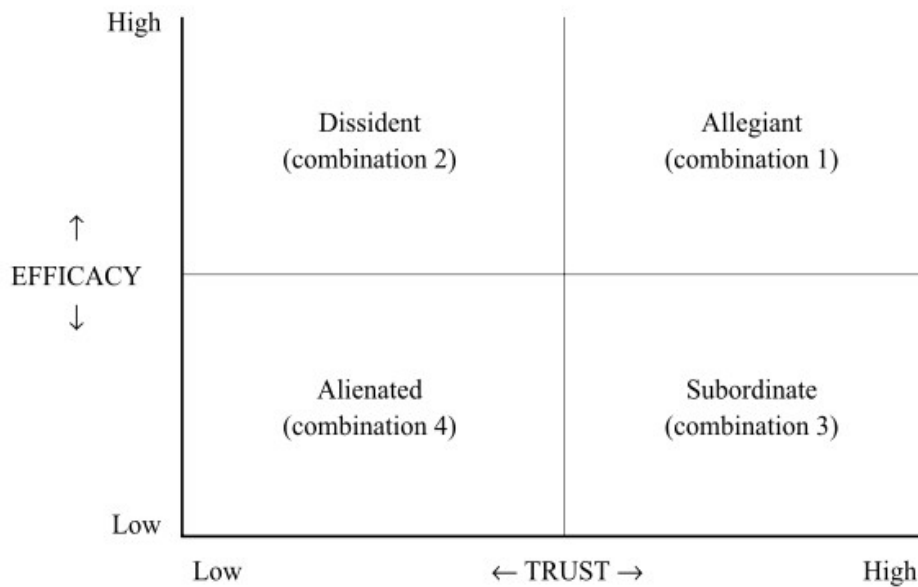 High
Dissident
(combination 2)
Allegiant
(combination 1)
↑
EFFICACY
↓
Alienated
(combination 4)
Subordinate
(combination 3)
Low
Low
← TRUST →
High